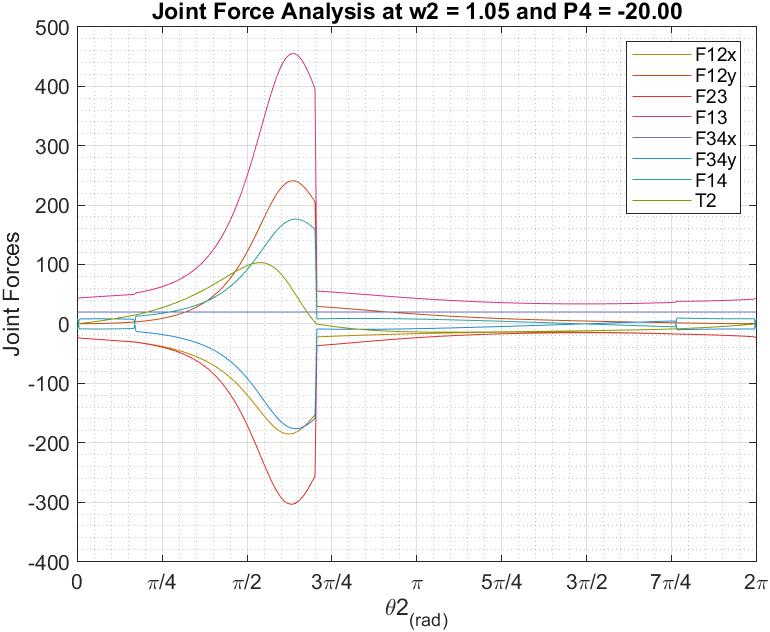 Joint Force Analysis at w2 = 1.05 and P4 = -20.00
500
400
300
200
100
0
-100
-200
-300
-400
Joint Forces
F12x
F12y
F23
F13
F34x
F34y
F14
T2
0
π/4
π/2
3π/4
π
5π/4
3π/2
7π/4
2π
θ2(rad)